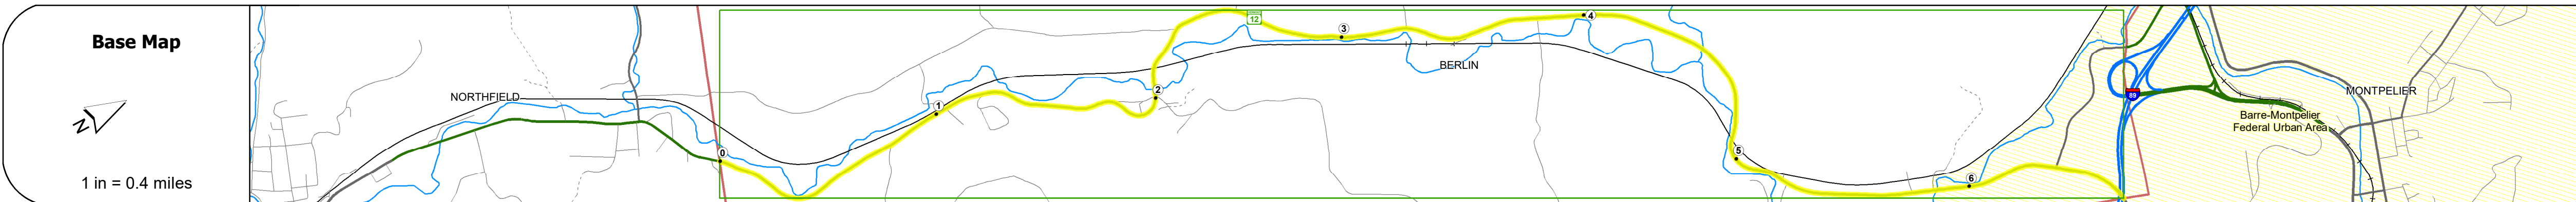 Base Map
N
1 in = 0.4 miles
NORTHFIELD
0
1
2
12
3
4
BERLIN
5
6
89
MONTPELIER
Barre-Montpelier
Federal Urban Area